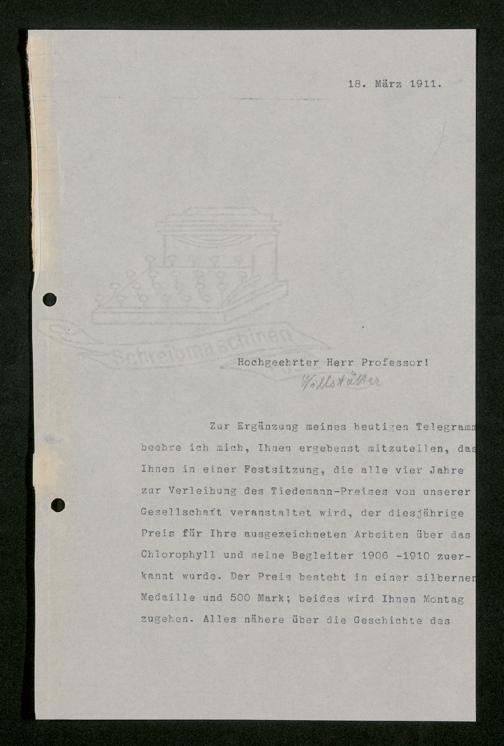 18. März 1911.
Schreibmaschinen
Hochgeehrter Herr Professor!
Willstätter
Zur Ergänzung meines heutigen Telegramm
beehre ich mich, Ihnen ergebenst mitzuteilen, das
Ihnen in einer Festsitzung, die alle vier Jahre
zur Verleihung des Tiedemann-Preises von unserer
Gesellschaft veranstaltet wird, der diesjährige
Preis für Ihre ausgezeichneten Arbeiten über das
Chlorophyll und seine Begleiter 1906 -1910 zuer-
kannt wurde. Der Preis besteht in einer silbernen
Medaille und 500 Mark; beides wird Ihnen Montag
zugehen. Alles nähere über die Geschichte des